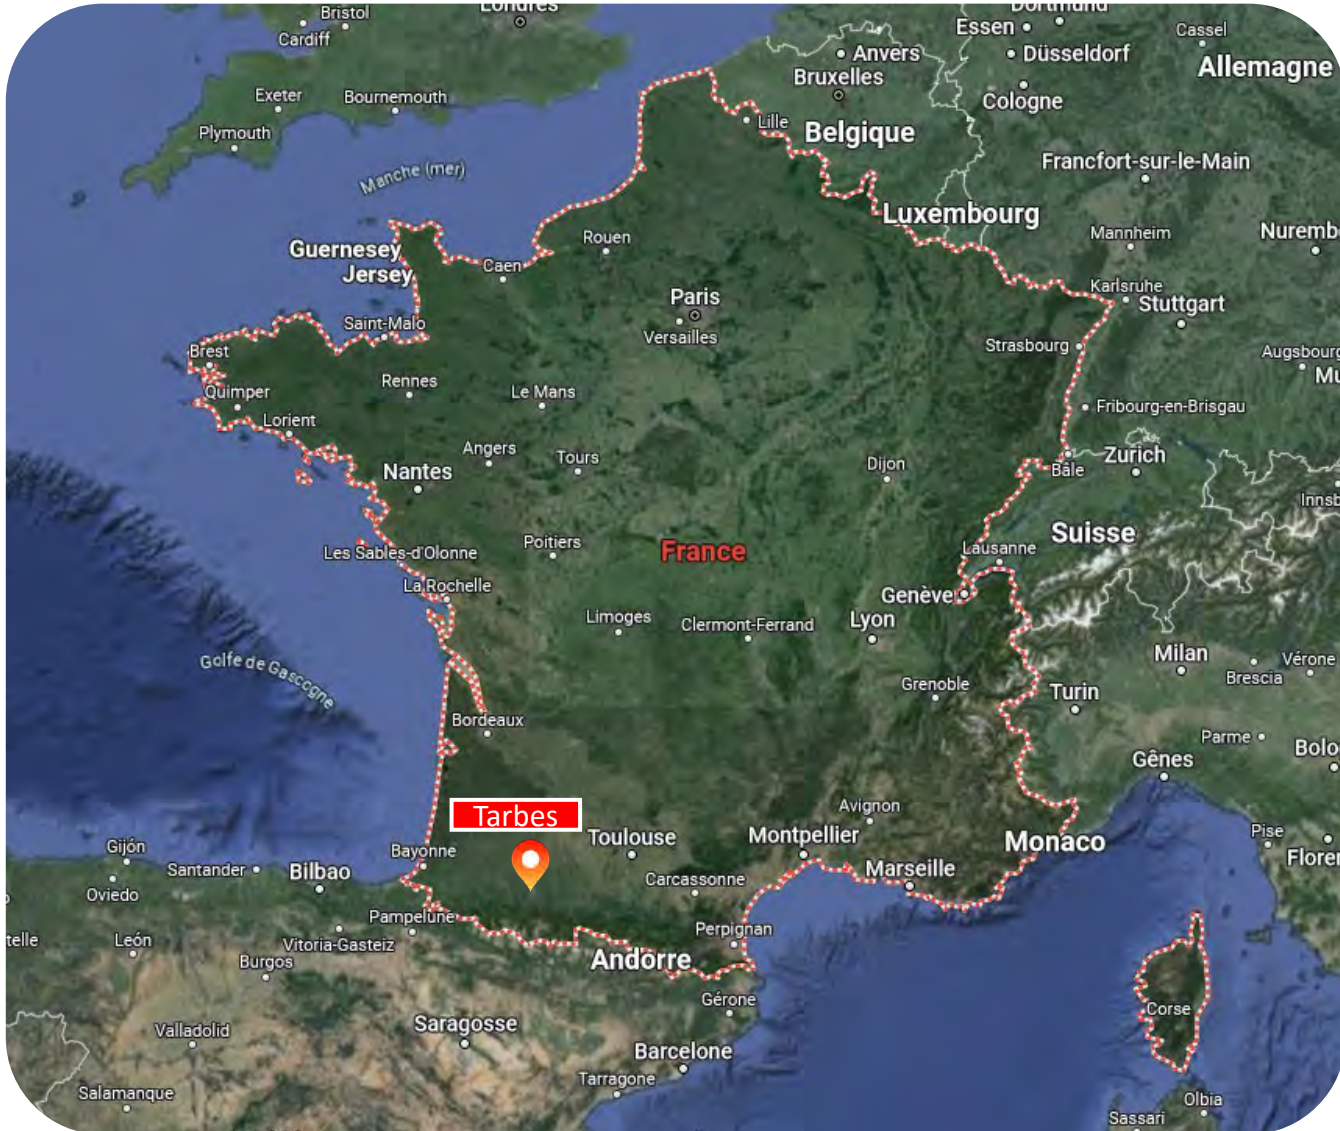 Londres
Bristol
Cardiff
Exeter
Bournemouth
Plymouth
Manche (mer)
Dortmund
Essen
Cassel
Anvers
Düsseldorf
Allemagne
Bruxelles
Cologne
Lille
Belgique
Francfort-sur-le-Main
Luxembourg
Mannheim
Nuremb
Guernesey
Jersey
Rouen
Caen
Karlsruhe
Stuttgart
Paris
Versailles
Saint-Malo
Strasbourg
Augsbourg
Mu
Brest
Quimper
Rennes
Le Mans
Lorient
Fribourg-en-Brisgau
Angers
Tours
Nantes
Dijon
Bâle
Zurich
Innsb
Suisse
Les Sables-d'Olonne
Poitiers
France
Lausanne
La Rochelle
Genève
Limoges
Clermont-Ferrand
Lyon
Golfe de Gascogne
Milan
Vérone
Brescia
Grenoble
Turin
Bordeaux
Parme
Bolo
Gênes
Tarbes
Avignon
Toulouse
Montpellier
Monaco
Pise
Floren
Gijón
Santander
Bilbao
Bayonne
Marseille
Oviedo
Carcassonne
Pampelune
Perpignan
telle
León
Vitoria-Gasteiz
Burgos
Andorre
Gérone
Corse
Valladolid
Saragosse
Barcelone
Tarragone
Salamanque
Olbia
Sassari